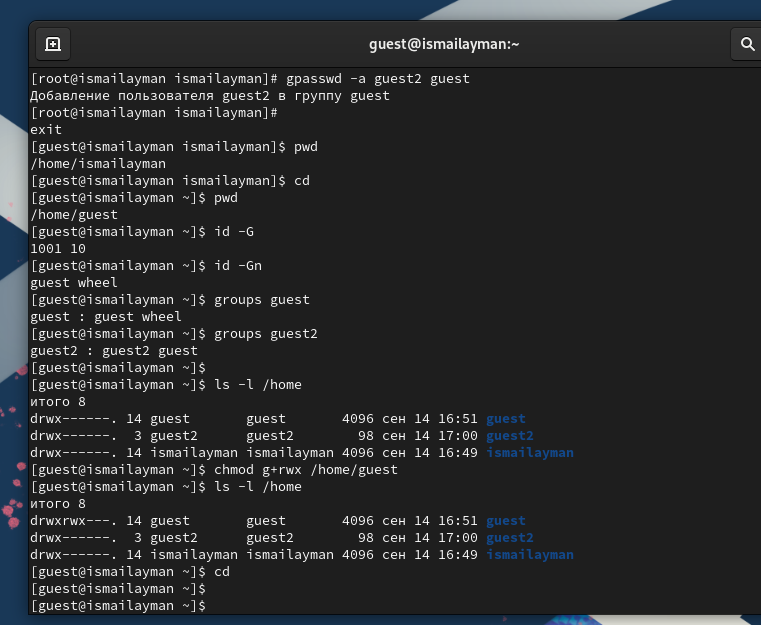 guest@ismailayman:~
[root@ismailayman ismailayman]# gpasswd -a guest2 guest
Добавление пользователя guest2 в группу guest
[root@ismailayman ismailayman]#
exit
[guest@ismailayman ismailayman]$ pwd
/home/ismailayman
[guest@ismailayman ismailayman]$ cd
[guest@ismailayman ~]$ pwd
/home/guest
[guest@ismailayman ~]$ id -G
1001 10
[guest@ismailayman ~]$ id -Gn
guest wheel
[guest@ismailayman ~]$ groups guest
guest : guest wheel
[guest@ismailayman ~]$ groups guest2
guest2 : guest2 guest
[guest@ismailayman ~]$
[guest@ismailayman ~]$ ls -l /home
итого 8
drwx------. 14 guest       guest       4096 сен 14 16:51 guest
drwx------.  3 guest2      guest2        98 сен 14 17:00 guest2
drwx------. 14 ismailayman ismailayman 4096 сен 14 16:49 ismailayman
[guest@ismailayman ~]$ chmod g+rwx /home/guest
[guest@ismailayman ~]$ ls -l /home
итого 8
drwxrwx---. 14 guest       guest       4096 сен 14 16:51 guest
drwx------.  3 guest2      guest2        98 сен 14 17:00 guest2
drwx------. 14 ismailayman ismailayman 4096 сен 14 16:49 ismailayman
[guest@ismailayman ~]$ cd
[guest@ismailayman ~]$
[guest@ismailayman ~]$